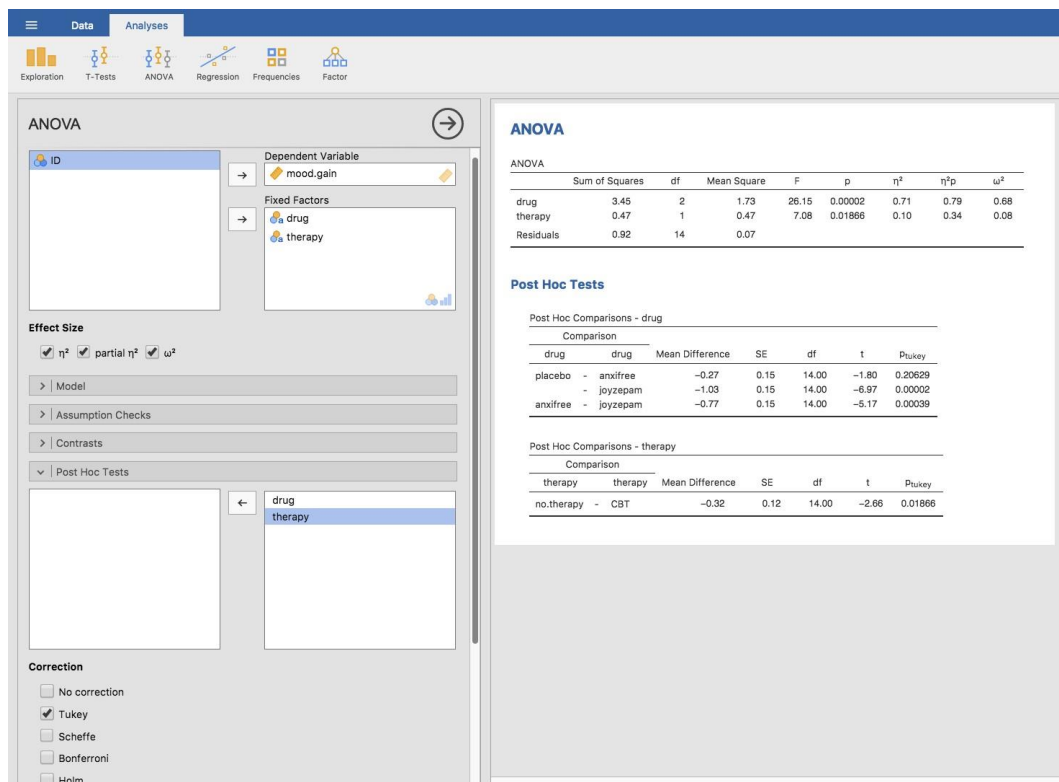 Data Analyses
Exploration T-Tests ANOVA Regression Frequencies Factor
ANOVA
ID
Dependent Variable
mood.gain
Fixed Factors
drug
therapy
Effect Size
η² partial η² ω²
Model
Assumption Checks
Contrasts
Post Hoc Tests
drug
therapy
Correction
No correction
Tukey
Scheffe
Bonferroni
Holm
ANOVA
ANOVA
Sum of Squares df Mean Square F p η² η²p ω²
drug 3.45 2 1.73 26.15 0.00002 0.71 0.79 0.68
therapy 0.47 1 0.47 7.08 0.01866 0.10 0.34 0.08
Residuals 0.92 14 0.07
Post Hoc Tests
Post Hoc Comparisons - drug
Comparison
drug drug Mean Difference SE df t ptukey
placebo - anxifree −0.27 0.15 14.00 −1.80 0.20629
- joyzepam −1.03 0.15 14.00 −6.97 0.00002
anxifree - joyzepam −0.77 0.15 14.00 −5.17 0.00039
Post Hoc Comparisons - therapy
Comparison
therapy therapy Mean Difference SE df t ptukey
no.therapy - CBT −0.32 0.12 14.00 −2.66 0.01866